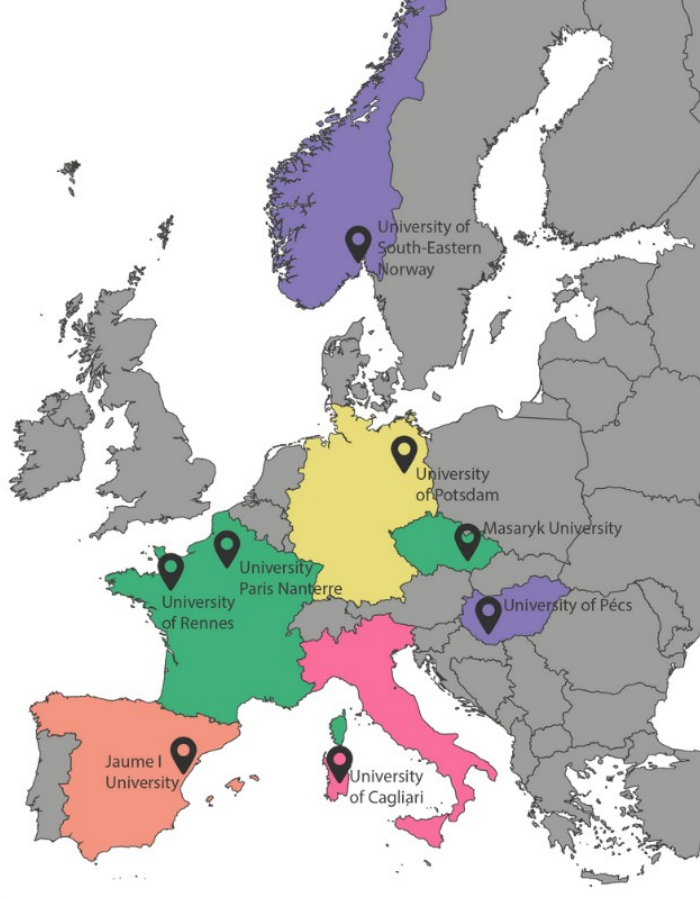 University of
South-Eastern
Norway
University
of Potsdam
Masaryk University
University
Paris Nanterre
University
of Rennes
University of Pécs
Jaume I
University
University
of Cagliari